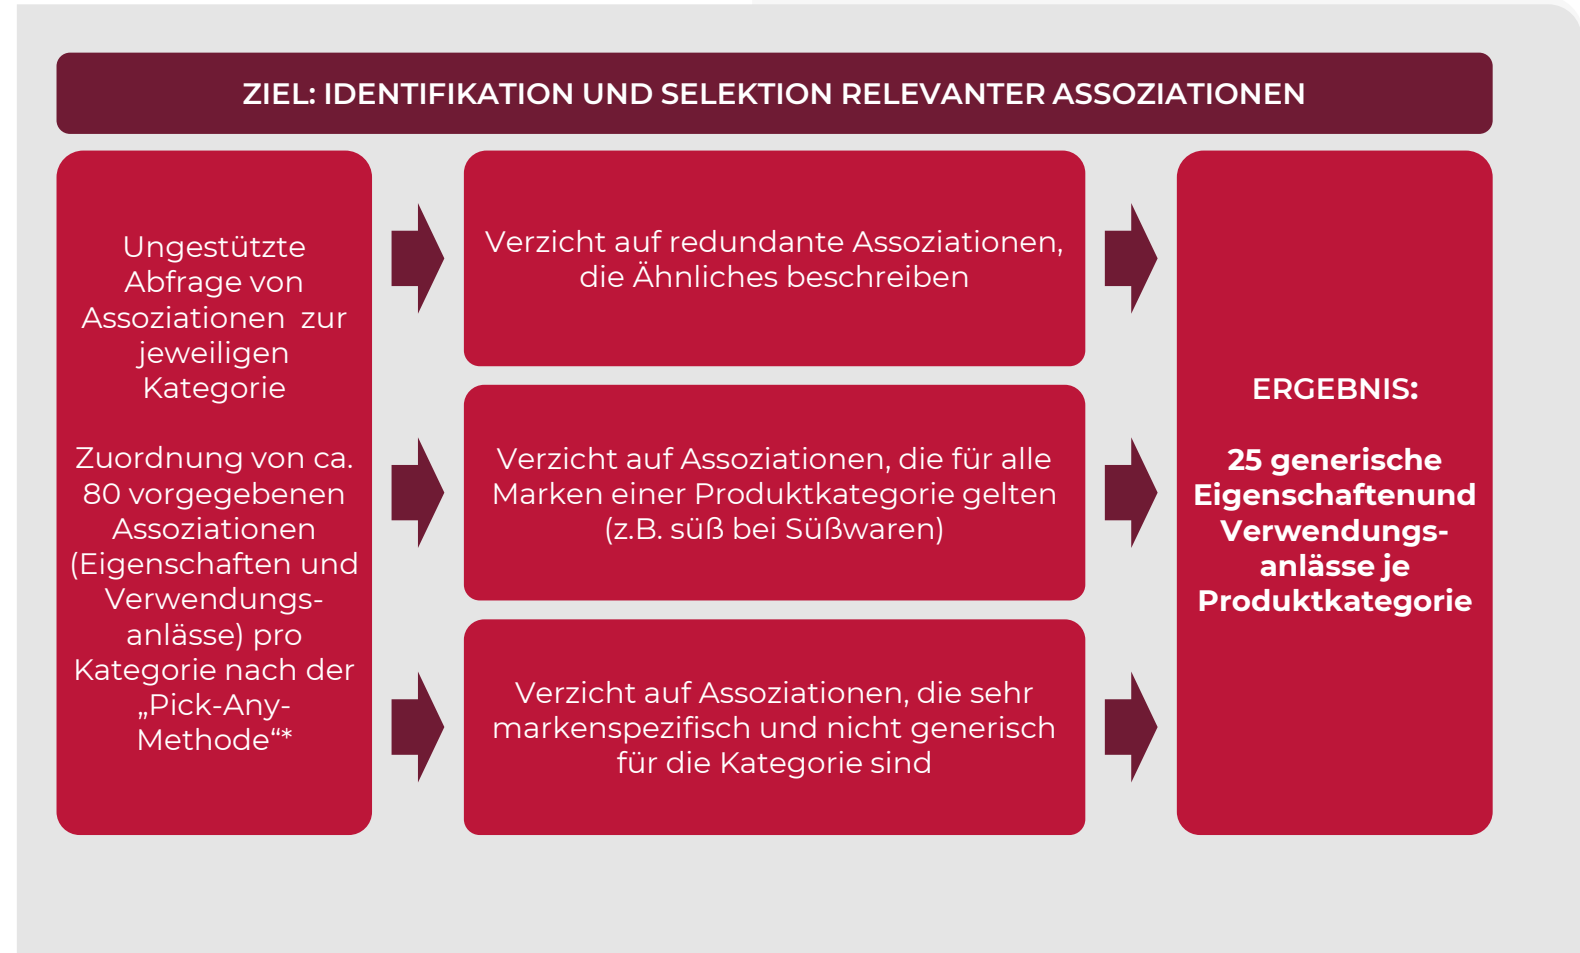 ZIEL: IDENTIFIKATION UND SELEKTION RELEVANTER ASSOZIATIONEN
Ungestützte
Abfrage von
Assoziationen  zur
jeweiligen
Kategorie
Zuordnung von ca.
80 vorgegebenen
Assoziationen
(Eigenschaften und
Verwendungs-
anlässe) pro
Kategorie nach der
„Pick-Any-
Methode“*
Verzicht auf redundante Assoziationen,
die Ähnliches beschreiben
Verzicht auf Assoziationen, die für alle
Marken einer Produktkategorie gelten
(z.B. süß bei Süßwaren)
Verzicht auf Assoziationen, die sehr
markenspezifisch und nicht generisch
für die Kategorie sind
ERGEBNIS:
25 generische
Eigenschaftenund
Verwendungs-
anlässe je
Produktkategorie